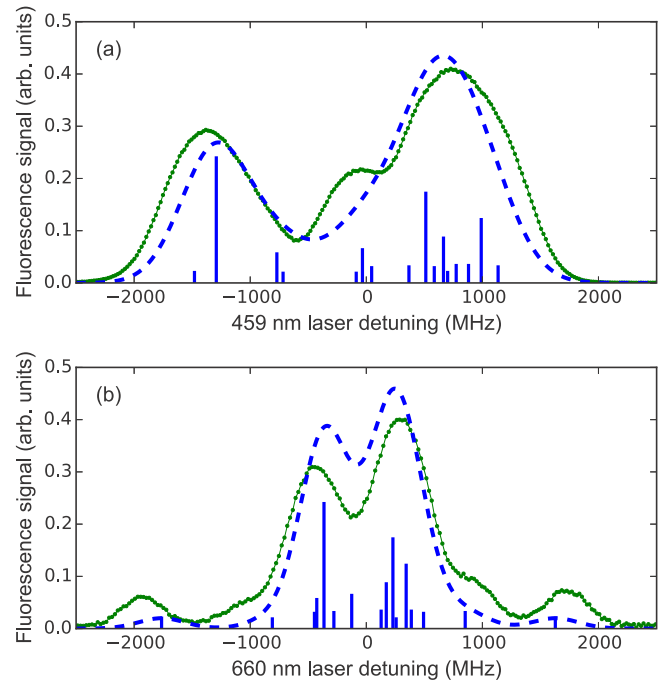 (a)
Fluorescence signal (arb. units)
0.5
0.4
0.3
0.2
0.1
0.0
−2000 −1000 0 1000 2000
459 nm laser detuning (MHz)
(b)
Fluorescence signal (arb. units)
0.5
0.4
0.3
0.2
0.1
0.0
−2000 −1000 0 1000 2000
660 nm laser detuning (MHz)